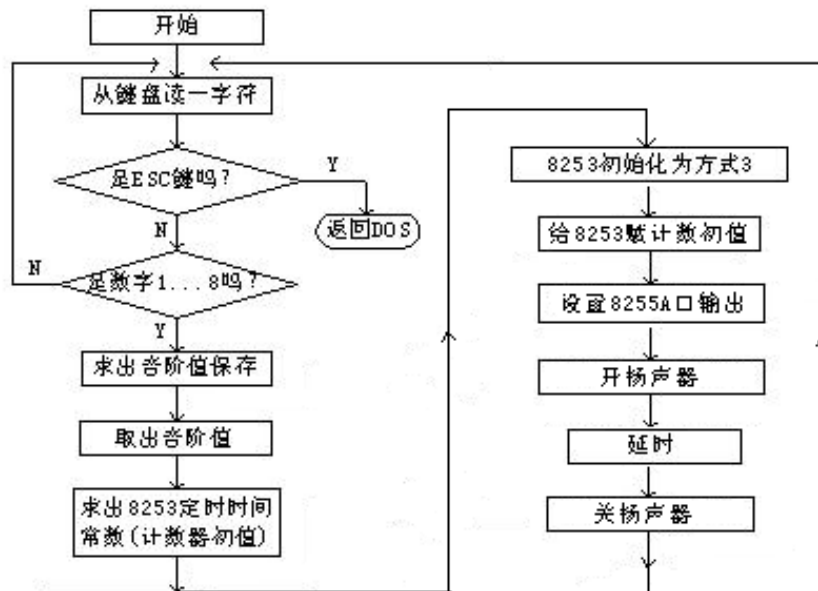 开始
从键盘读一字符
是ESC键吗?
Y
返回DOS
N
是数字1...8吗?
N
Y
求出音阶值保存
取出音阶值
求出8253定时时间
常数(计数器初值)
8253初始化为方式3
给8253赋计数初值
设置8255A口输出
开扬声器
延时
关扬声器